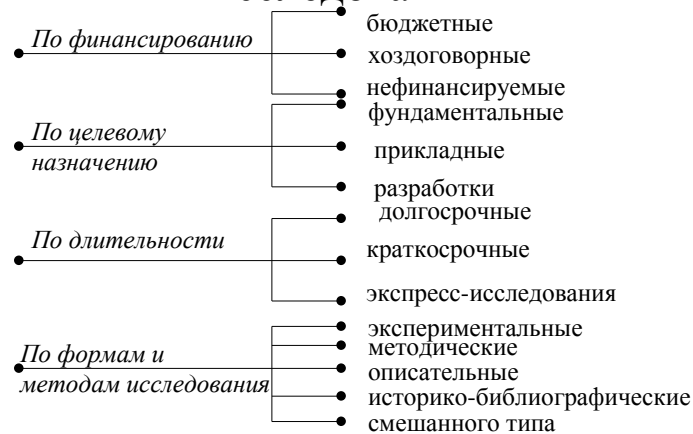 По финансированию
бюджетные
хоздоговорные
нефинансируемые
По целевому
назначению
фундаментальные
прикладные
разработки
По длительности
долгосрочные
краткосрочные
экспресс-исследования
По формам и
методам исследования
экспериментальные
методические
описательные
историко-библиографические
смешанного типа